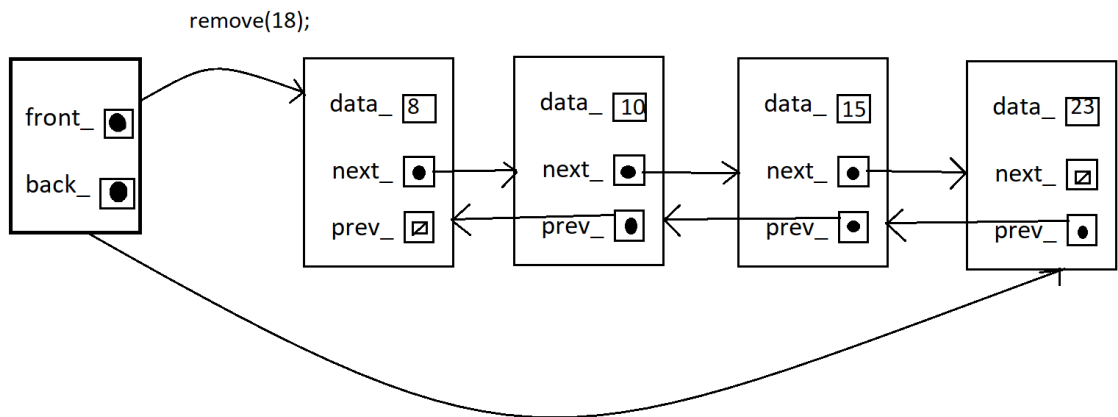 remove(18);
front_
back_
data_ 8
next_
prev_
data_ 10
next_
prev_
data_ 15
next_
prev_
data_ 23
next_
prev_